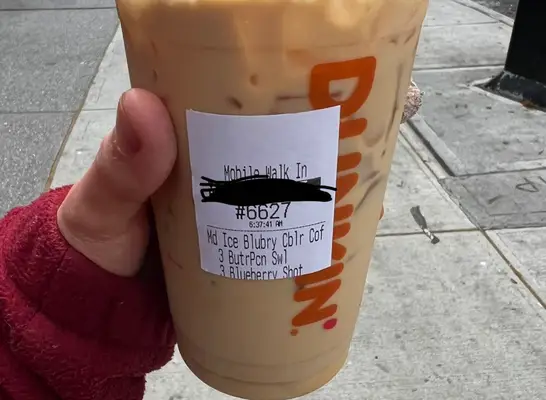 DUNKIN'
Mobile Walk In
#6627
6:37:41 AM
Md Ice Blubry Cblr Cof
3 ButrPcn Swl
3 Blueberry Shot